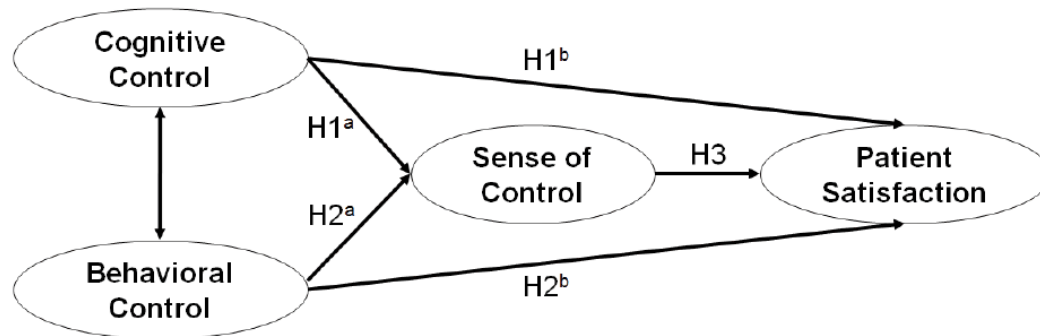 Cognitive
Control
H1ᵇ
H1ᵃ
Sense of
Control
H3
Patient
Satisfaction
H2ᵃ
Behavioral
Control
H2ᵇ